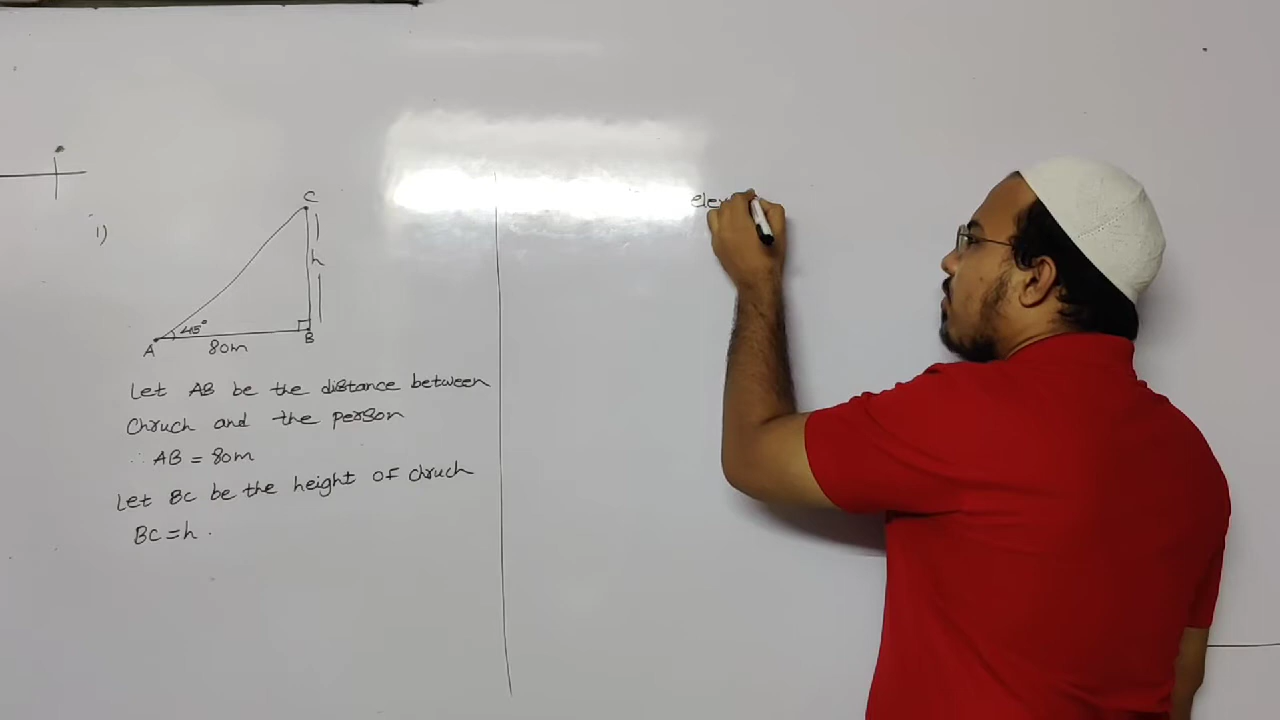 i)
C
h
45°
A
80m
B
Let AB be the distance between
Chruch and the person
∴ AB = 80m
Let BC be the height of chruch
BC = h .